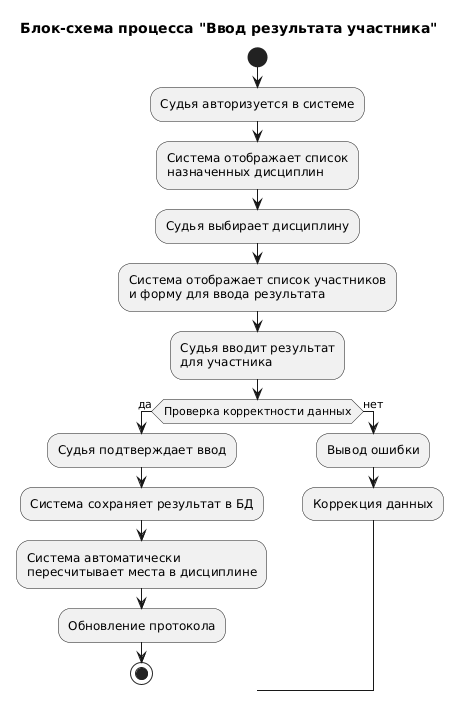 Блок-схема процесса "Ввод результата участника"
Судья авторизуется в системе
Система отображает список
назначенных дисциплин
Судья выбирает дисциплину
Система отображает список участников
и форму для ввода результата
Судья вводит результат
для участника
да
Проверка корректности данных
нет
Судья подтверждает ввод
Вывод ошибки
Система сохраняет результат в БД
Коррекция данных
Система автоматически
пересчитывает места в дисциплине
Обновление протокола